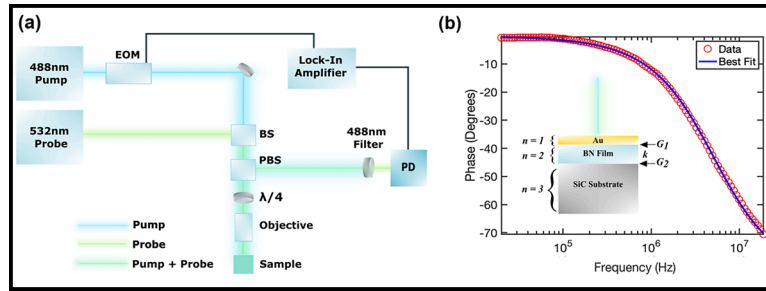 (a)
EOM
488nm
Pump
Lock-In
Amplifier
532nm
Probe
BS
488nm
Filter
PBS
PD
λ/4
Objective
Sample
Pump
Probe
Pump + Probe
(b)
Data
Best Fit
Phase (Degrees)
-10
-20
-30
-40
-50
-60
-70
n = 1
Au
G1
n = 2
BN Film
k
G2
n = 3
SiC Substrate
10^5
10^6
10^7
Frequency (Hz)